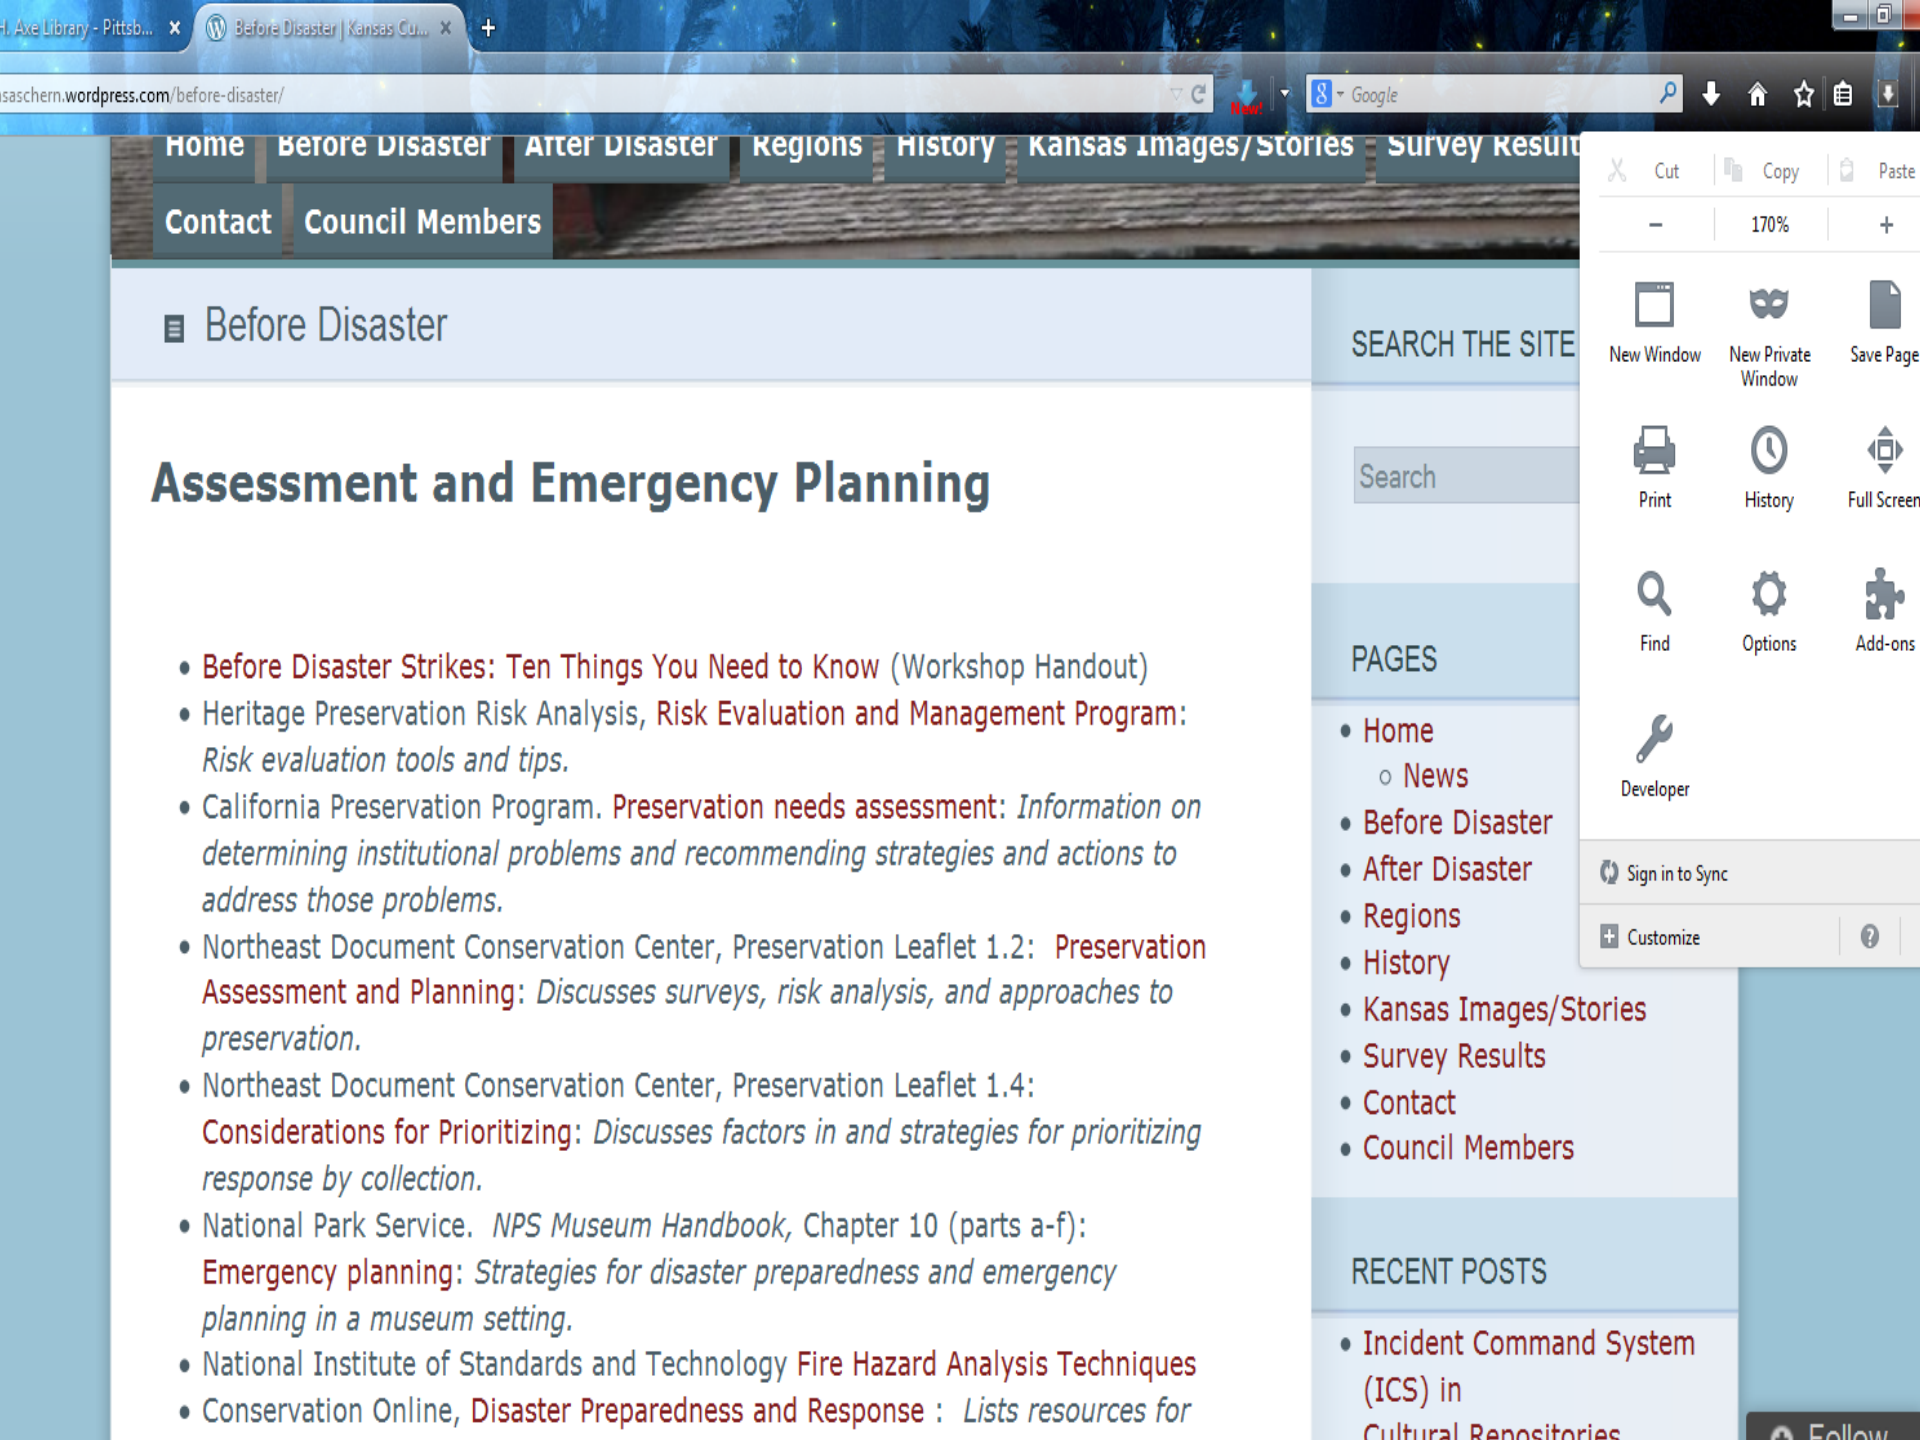 H. Axe Library - Pittsb...
Before Disaster | Kansas Cu...
saschern.wordpress.com/before-disaster/
New!
Google
Home
Before Disaster
After Disaster
Regions
History
Kansas Images/Stories
Survey Result
Contact
Council Members
Before Disaster
Assessment and Emergency Planning
Before Disaster Strikes: Ten Things You Need to Know (Workshop Handout)
Heritage Preservation Risk Analysis, Risk Evaluation and Management Program:
Risk evaluation tools and tips.
California Preservation Program. Preservation needs assessment: Information on
determining institutional problems and recommending strategies and actions to
address those problems.
Northeast Document Conservation Center, Preservation Leaflet 1.2: Preservation
Assessment and Planning: Discusses surveys, risk analysis, and approaches to
preservation.
Northeast Document Conservation Center, Preservation Leaflet 1.4:
Considerations for Prioritizing: Discusses factors in and strategies for prioritizing
response by collection.
National Park Service. NPS Museum Handbook, Chapter 10 (parts a-f):
Emergency planning: Strategies for disaster preparedness and emergency
planning in a museum setting.
National Institute of Standards and Technology Fire Hazard Analysis Techniques
Conservation Online, Disaster Preparedness and Response : Lists resources for
SEARCH THE SITE
Search
PAGES
Home
News
Before Disaster
After Disaster
Regions
History
Kansas Images/Stories
Survey Results
Contact
Council Members
RECENT POSTS
Incident Command System
(ICS) in
Cultural Repositories
Cut
Copy
Paste
170%
New Window
New Private
Window
Save Page
Print
History
Full Screen
Find
Options
Add-ons
Developer
Sign in to Sync
Customize
Follow